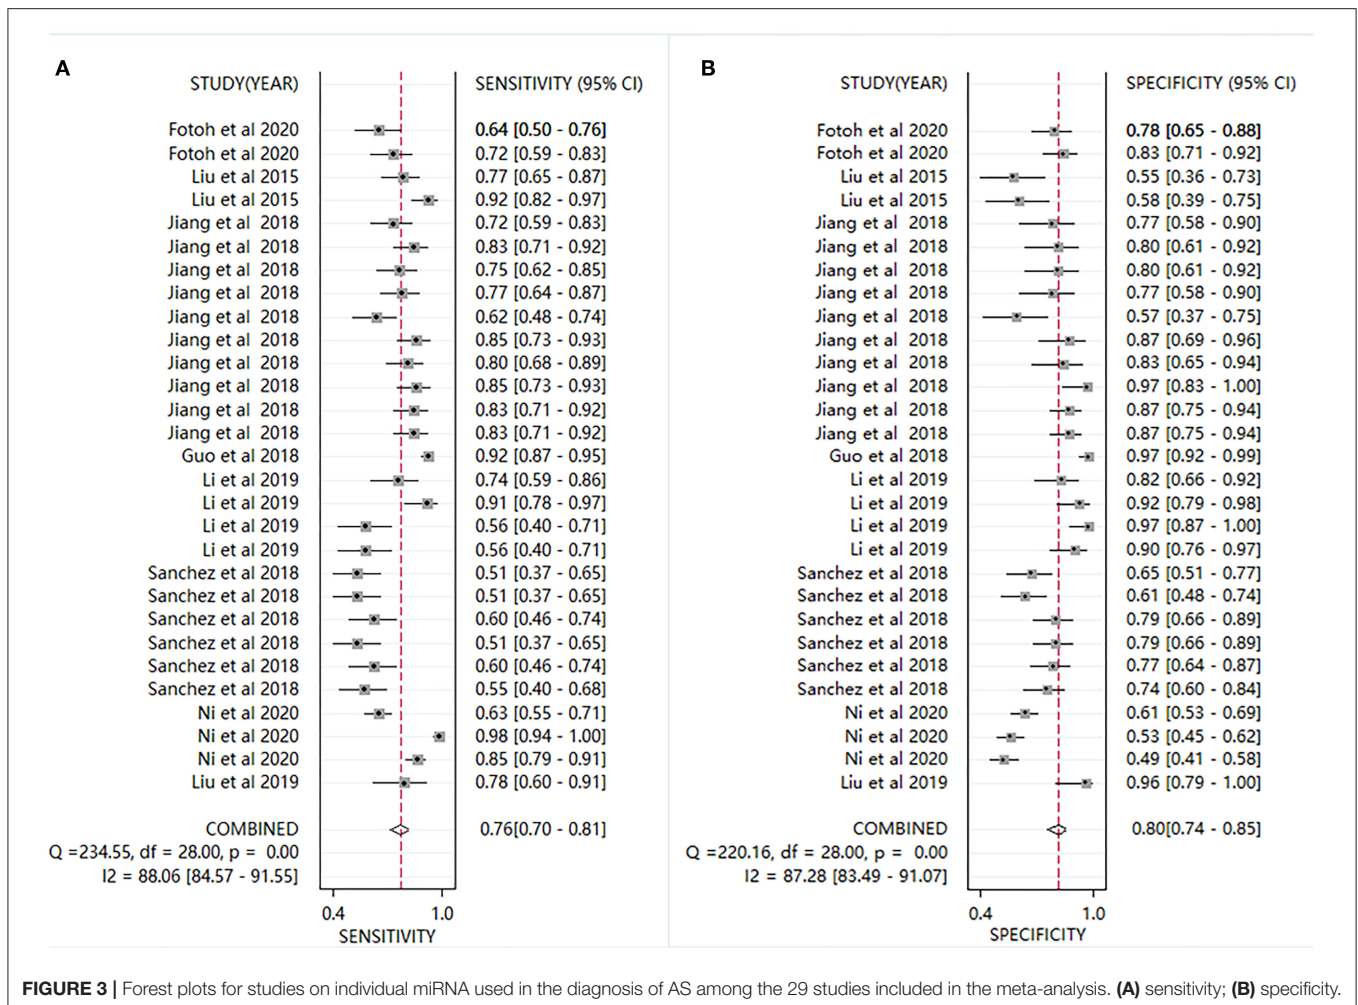 A
STUDY(YEAR) SENSITIVITY (95% CI)
Fotoh et al 2020 0.64 [0.50 - 0.76]
Fotoh et al 2020 0.72 [0.59 - 0.83]
Liu et al 2015 0.77 [0.65 - 0.87]
Liu et al 2015 0.92 [0.82 - 0.97]
Jiang et al 2018 0.72 [0.59 - 0.83]
Jiang et al 2018 0.83 [0.71 - 0.92]
Jiang et al 2018 0.75 [0.62 - 0.85]
Jiang et al 2018 0.77 [0.64 - 0.87]
Jiang et al 2018 0.62 [0.48 - 0.74]
Jiang et al 2018 0.85 [0.73 - 0.93]
Jiang et al 2018 0.80 [0.68 - 0.89]
Jiang et al 2018 0.85 [0.73 - 0.93]
Jiang et al 2018 0.83 [0.71 - 0.92]
Jiang et al 2018 0.83 [0.71 - 0.92]
Guo et al 2018 0.92 [0.87 - 0.95]
Li et al 2019 0.74 [0.59 - 0.86]
Li et al 2019 0.91 [0.78 - 0.97]
Li et al 2019 0.56 [0.40 - 0.71]
Li et al 2019 0.56 [0.40 - 0.71]
Sanchez et al 2018 0.51 [0.37 - 0.65]
Sanchez et al 2018 0.51 [0.37 - 0.65]
Sanchez et al 2018 0.60 [0.46 - 0.74]
Sanchez et al 2018 0.51 [0.37 - 0.65]
Sanchez et al 2018 0.60 [0.46 - 0.74]
Sanchez et al 2018 0.55 [0.40 - 0.68]
Ni et al 2020 0.63 [0.55 - 0.71]
Ni et al 2020 0.98 [0.94 - 1.00]
Ni et al 2020 0.85 [0.79 - 0.91]
Liu et al 2019 0.78 [0.60 - 0.91]
COMBINED 0.76[0.70 - 0.81]
Q =234.55, df = 28.00, p = 0.00
I2 = 88.06 [84.57 - 91.55]
0.4 1.0
SENSITIVITY
B
STUDY(YEAR) SPECIFICITY (95% CI)
Fotoh et al 2020 0.78 [0.65 - 0.88]
Fotoh et al 2020 0.83 [0.71 - 0.92]
Liu et al 2015 0.55 [0.36 - 0.73]
Liu et al 2015 0.58 [0.39 - 0.75]
Jiang et al 2018 0.77 [0.58 - 0.90]
Jiang et al 2018 0.80 [0.61 - 0.92]
Jiang et al 2018 0.80 [0.61 - 0.92]
Jiang et al 2018 0.77 [0.58 - 0.90]
Jiang et al 2018 0.57 [0.37 - 0.75]
Jiang et al 2018 0.87 [0.69 - 0.96]
Jiang et al 2018 0.83 [0.65 - 0.94]
Jiang et al 2018 0.97 [0.83 - 1.00]
Jiang et al 2018 0.87 [0.75 - 0.94]
Jiang et al 2018 0.87 [0.75 - 0.94]
Guo et al 2018 0.97 [0.92 - 0.99]
Li et al 2019 0.82 [0.66 - 0.92]
Li et al 2019 0.92 [0.79 - 0.98]
Li et al 2019 0.97 [0.87 - 1.00]
Li et al 2019 0.90 [0.76 - 0.97]
Sanchez et al 2018 0.65 [0.51 - 0.77]
Sanchez et al 2018 0.61 [0.48 - 0.74]
Sanchez et al 2018 0.79 [0.66 - 0.89]
Sanchez et al 2018 0.79 [0.66 - 0.89]
Sanchez et al 2018 0.77 [0.64 - 0.87]
Sanchez et al 2018 0.74 [0.60 - 0.84]
Ni et al 2020 0.61 [0.53 - 0.69]
Ni et al 2020 0.53 [0.45 - 0.62]
Ni et al 2020 0.49 [0.41 - 0.58]
Liu et al 2019 0.96 [0.79 - 1.00]
COMBINED 0.80[0.74 - 0.85]
Q =220.16, df = 28.00, p = 0.00
I2 = 87.28 [83.49 - 91.07]
0.4 1.0
SPECIFICITY
FIGURE 3 | Forest plots for studies on individual miRNA used in the diagnosis of AS among the 29 studies included in the meta-analysis. (A) sensitivity; (B) specificity.